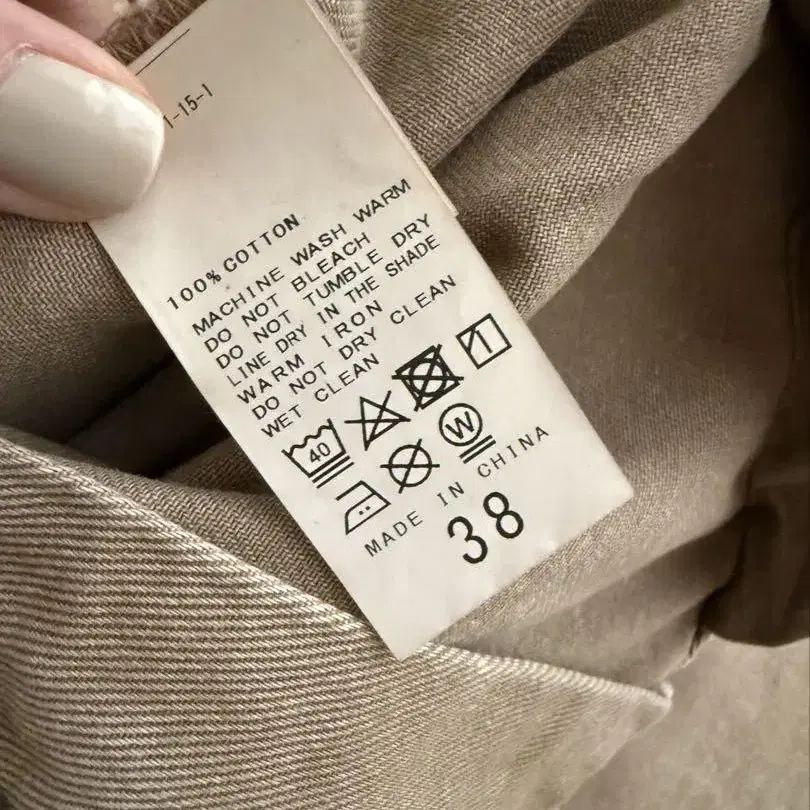 1-15-1
100% COTTON
MACHINE WASH WARM
DO NOT BLEACH
DO NOT TUMBLE DRY
LINE DRY IN THE SHADE
WARM IRON
DO NOT DRY CLEAN
WET CLEAN
40
W
MADE IN CHINA
38